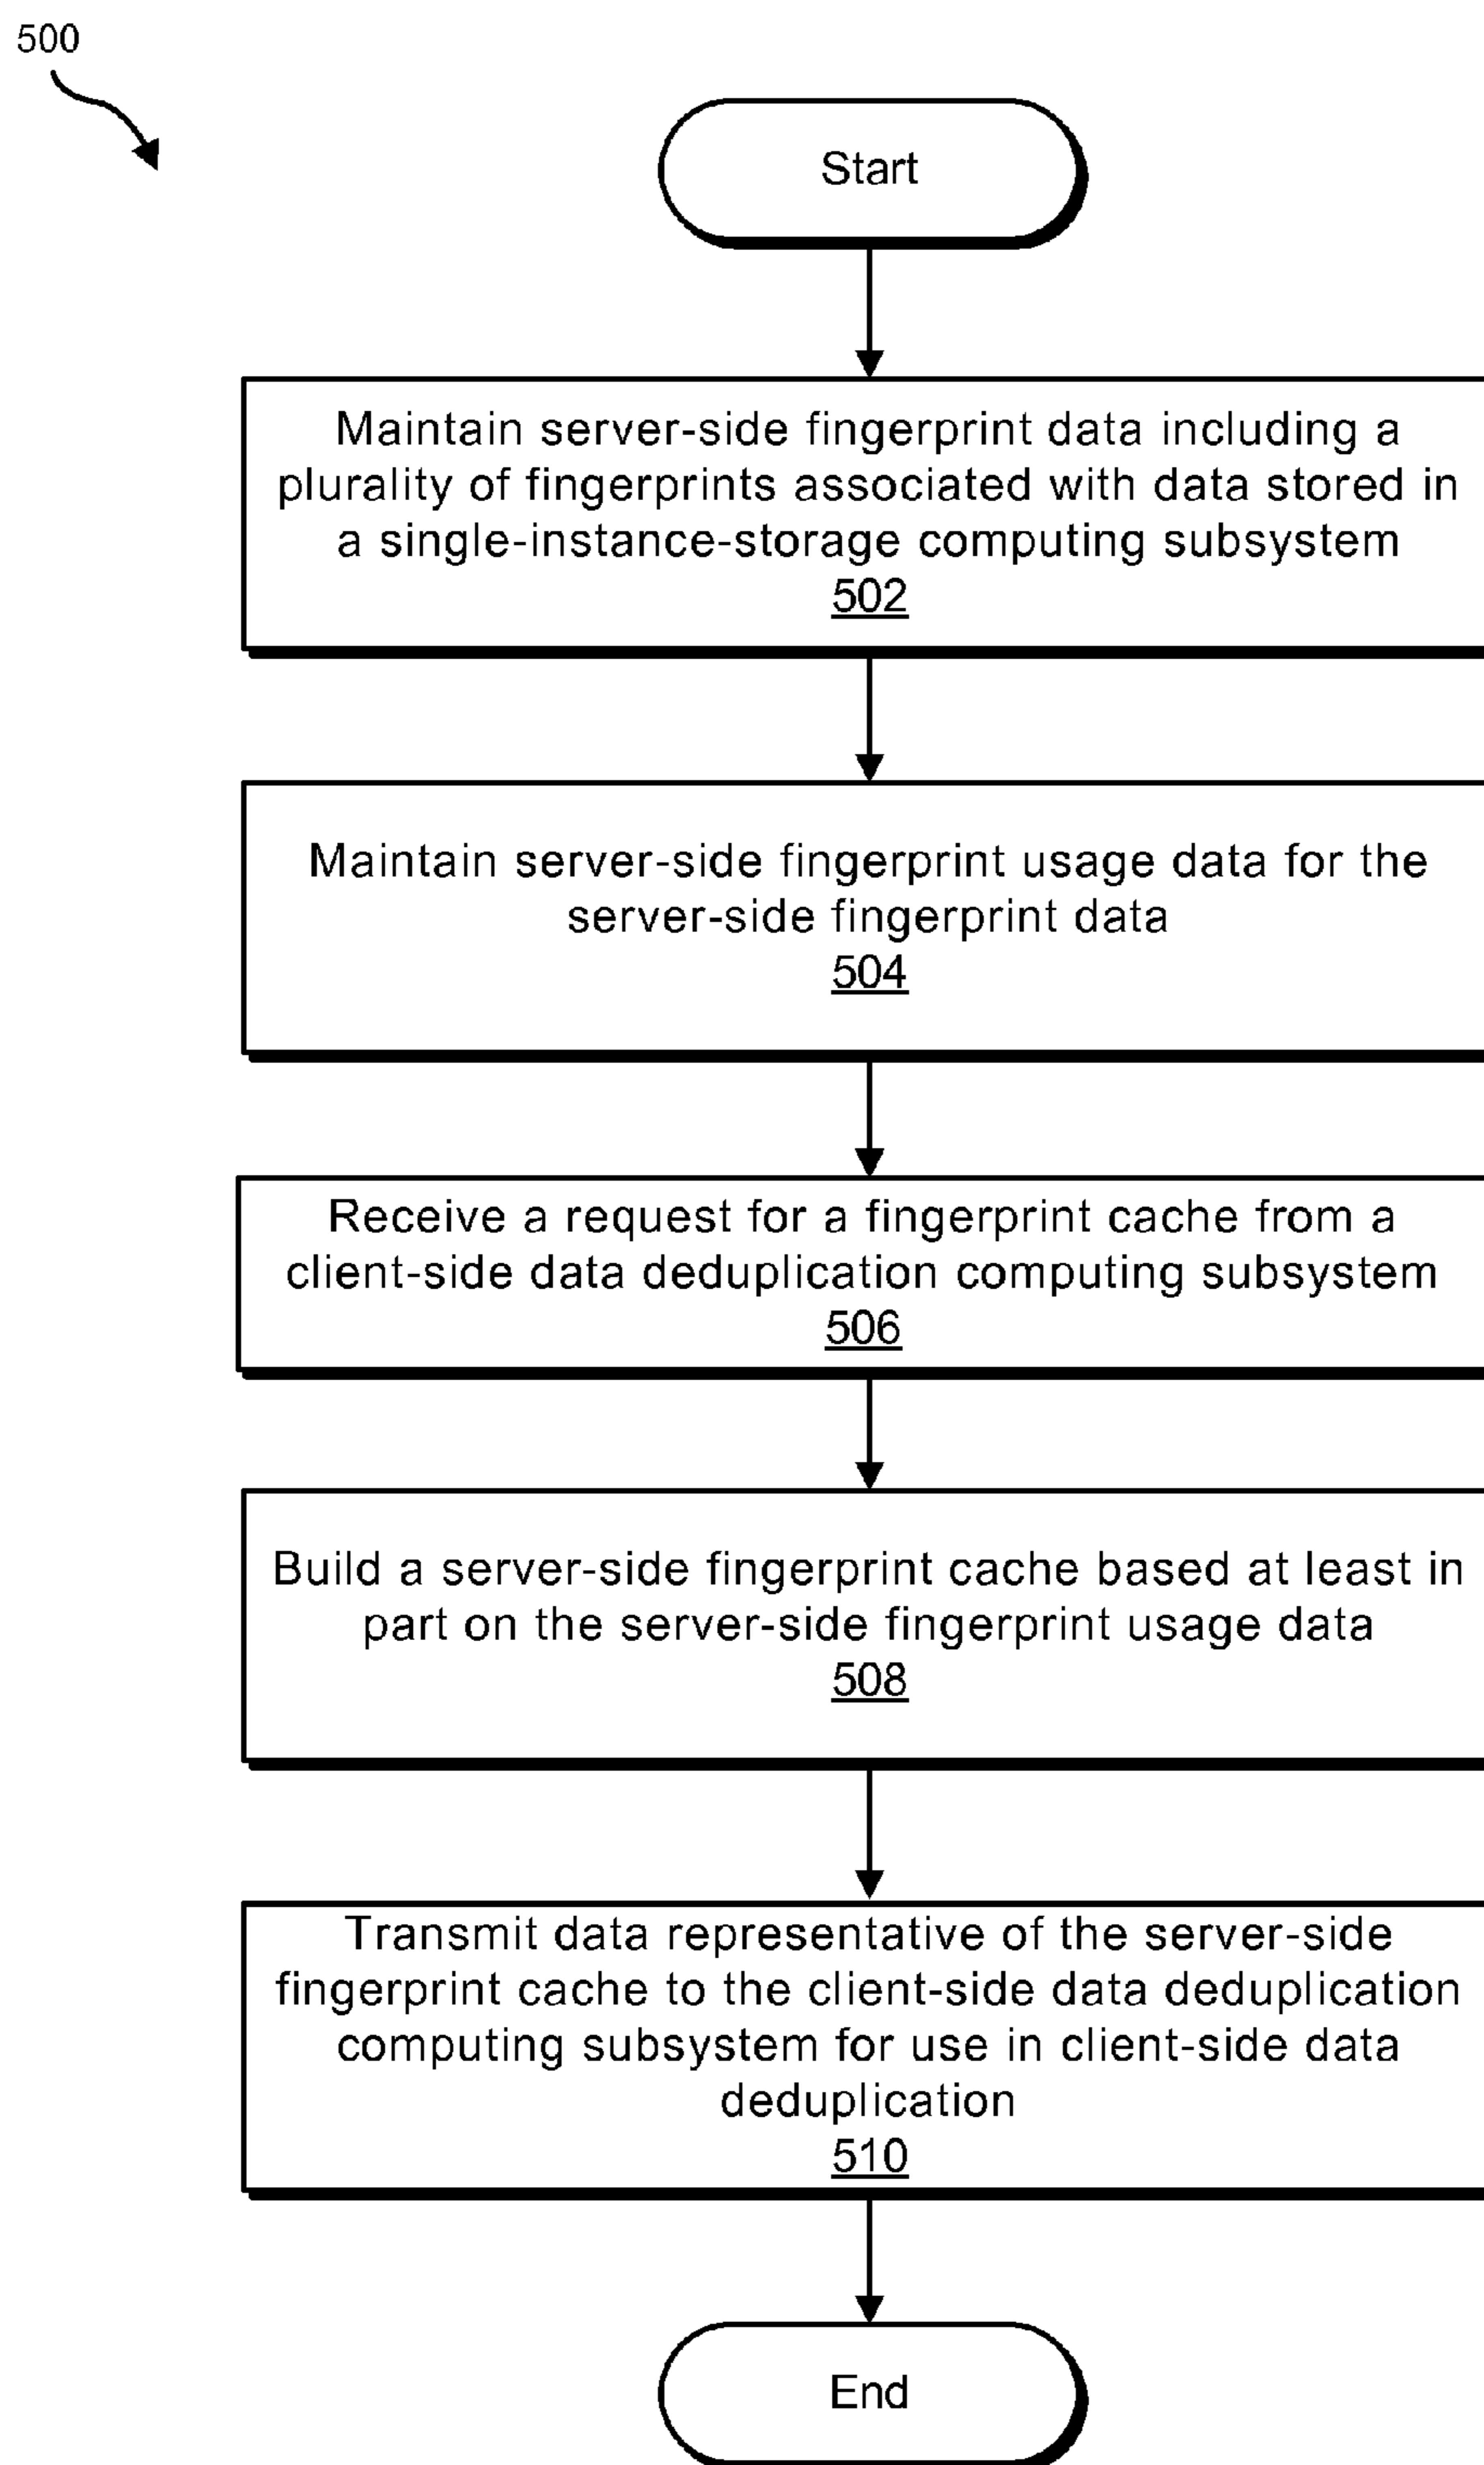 500
Start
Maintain server-side fingerprint data including a
plurality of fingerprints associated with data stored in
a single-instance-storage computing subsystem
502
Maintain server-side fingerprint usage data for the
server-side fingerprint data
504
Receive a request for a fingerprint cache from a
client-side data deduplication computing subsystem
506
Build a server-side fingerprint cache based at least in
part on the server-side fingerprint usage data
508
Transmit data representative of the server-side
fingerprint cache to the client-side data deduplication
computing subsystem for use in client-side data
deduplication
510
End